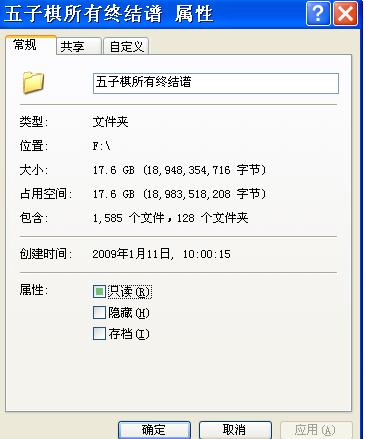 五子棋所有终结谱 属性
常规 共享 自定义
五子棋所有终结谱
类型: 文件夹
位置: F:\
大小: 17.6 GB (18,948,354,716 字节)
占用空间: 17.6 GB (18,983,518,208 字节)
包含: 1,585 个文件，128 个文件夹
创建时间: 2009年1月11日, 10:00:15
属性: 只读(R)
隐藏(H)
存档(I)
确定 取消 应用(A)